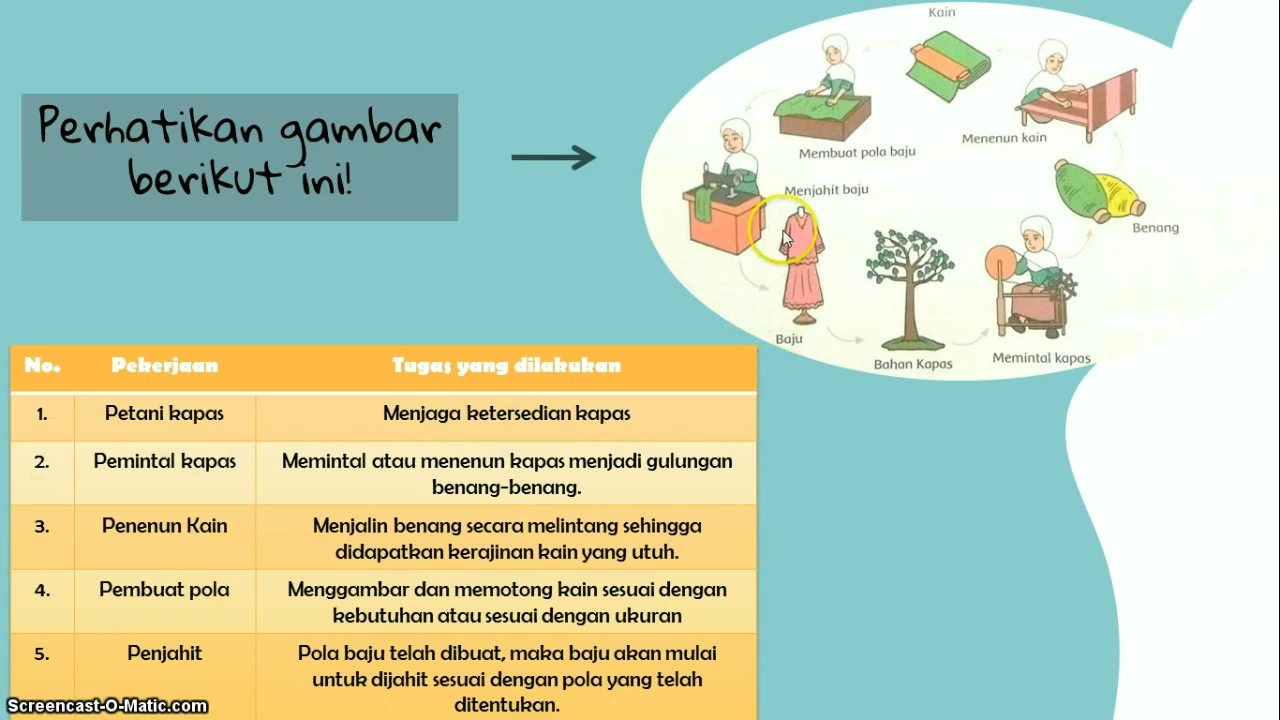 Perhatikan gambar
berikut ini!
Kain
Membuat pola baju
Menenun kain
Menjahit baju
Benang
Baju
Bahan Kapas
Memintal kapas
No. Pekerjaan Tugas yang dilakukan
1. Petani kapas Menjaga ketersedian kapas
2. Pemintal kapas Memintal atau menenun kapas menjadi gulungan
benang-benang.
3. Penenun Kain Menjalin benang secara melintang sehingga
didapatkan kerajinan kain yang utuh.
4. Pembuat pola Menggambar dan memotong kain sesuai dengan
kebutuhan atau sesuai dengan ukuran
5. Penjahit Pola baju telah dibuat, maka baju akan mulai
untuk dijahit sesuai dengan pola yang telah
ditentukan.
Screencast-O-Matic.com